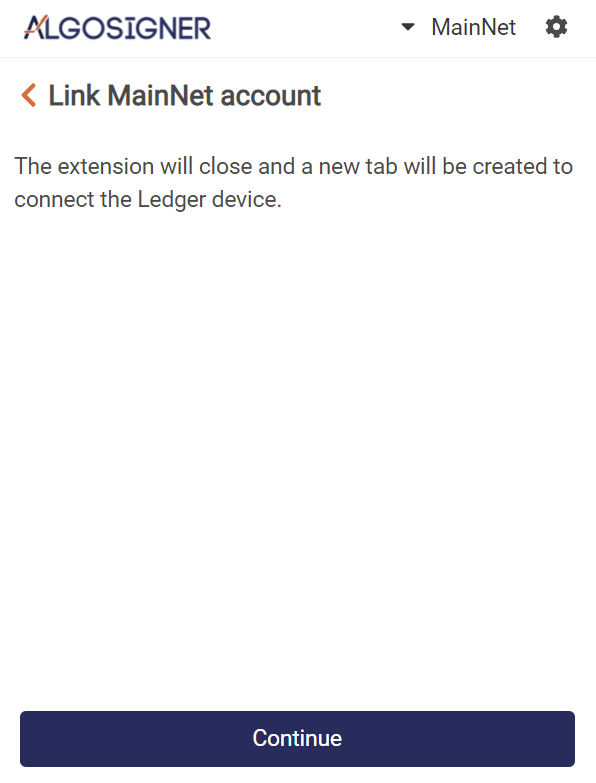 ALGOSIGNER
MainNet
Link MainNet account
The extension will close and a new tab will be created to
connect the Ledger device.
Continue